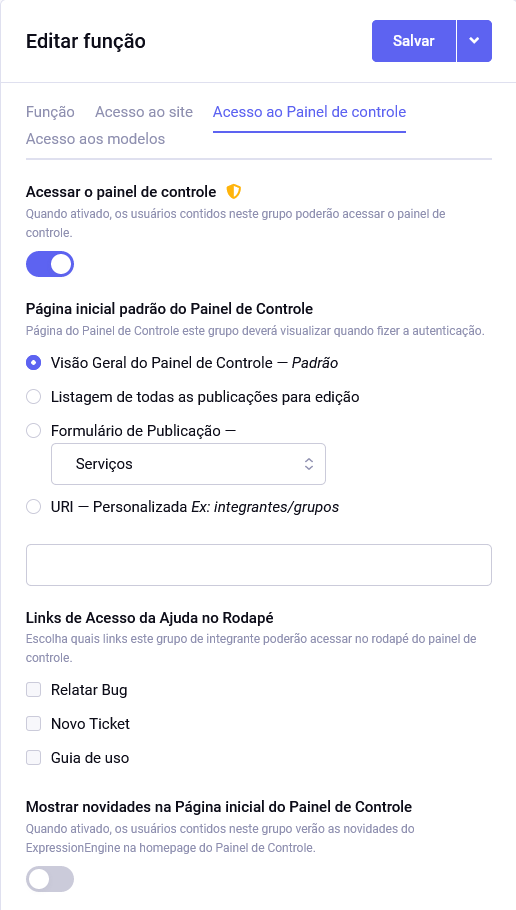 Editar função
Salvar
Função Acesso ao site Acesso ao Painel de controle
Acesso aos modelos
Acessar o painel de controle
Quando ativado, os usuários contidos neste grupo poderão acessar o painel de
controle.
Página inicial padrão do Painel de Controle
Página do Painel de Controle este grupo deverá visualizar quando fizer a autenticação.
Visão Geral do Painel de Controle — Padrão
Listagem de todas as publicações para edição
Formulário de Publicação —
Serviços
URI — Personalizada Ex: integrantes/grupos
Links de Acesso da Ajuda no Rodapé
Escolha quais links este grupo de integrante poderão acessar no rodapé do painel de
controle.
Relatar Bug
Novo Ticket
Guia de uso
Mostrar novidades na Página inicial do Painel de Controle
Quando ativado, os usuários contidos neste grupo verão as novidades do
ExpressionEngine na homepage do Painel de Controle.